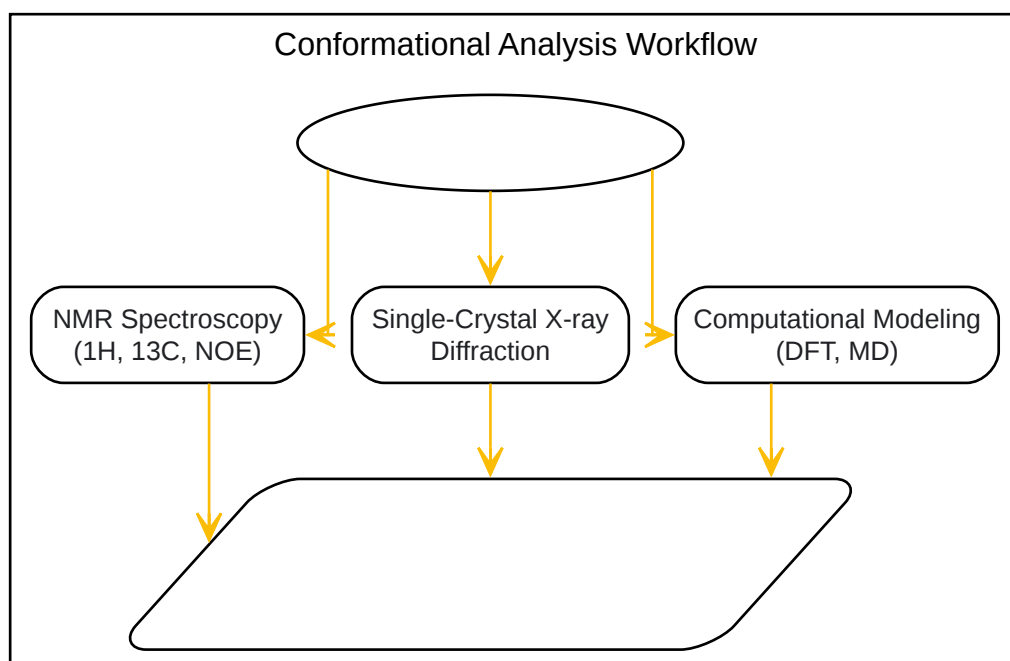 Conformational Analysis Workflow
NMR Spectroscopy
(1H, 13C, NOE)
Single-Crystal X-ray
Diffraction
Computational Modeling
(DFT, MD)